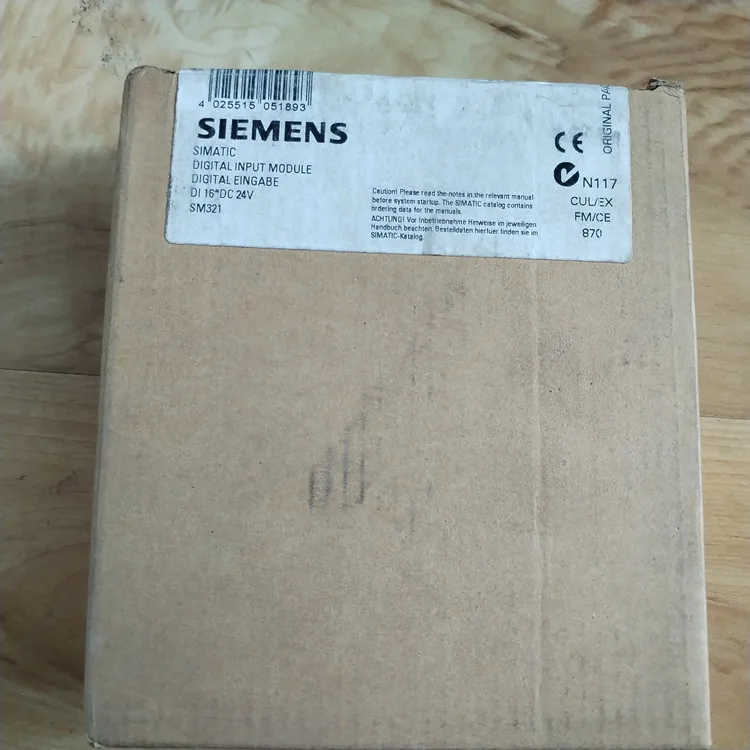 4 025515 051893
SIEMENS
SIMATIC
DIGITAL INPUT MODULE
DIGITAL EINGABE
DI 16*DC 24V
SM321
Caution! Please read the notes in the relevant manual
before system startup. The SIMATIC catalog contains
ordering data for the manuals.
ACHTUNG! Vor Inbetriebnahme Hinweise im jeweiligen
Handbuch beachten. Bestelldaten hierfuer finden sie im
SIMATIC-Katalog.
CE
N117
CUL/EX
FM/CE
870
ORIGINAL PA